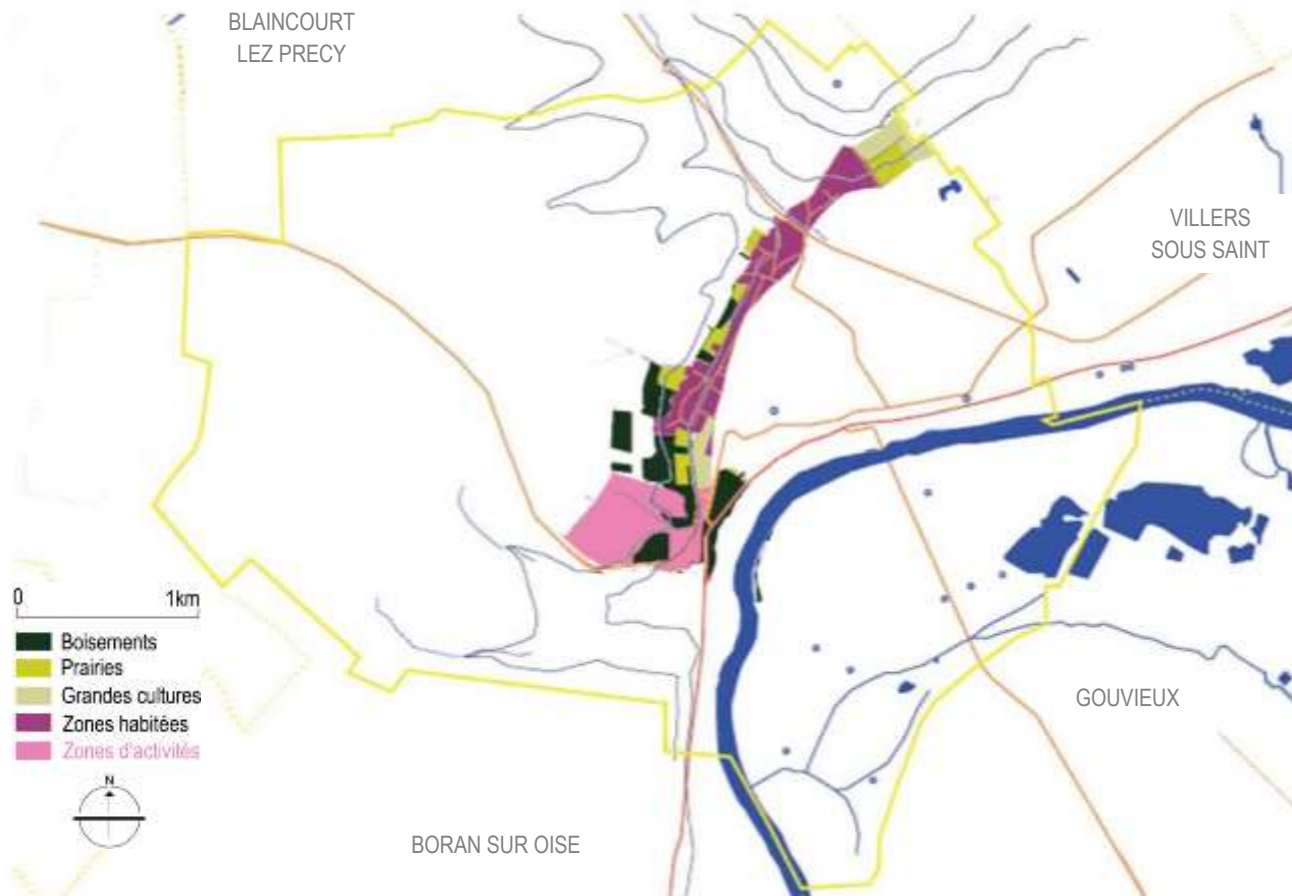 BLAINCOURT
LEZ PRECY
VILLERS
SOUS SAINT
0 1km
Boisements
Prairies
Grandes cultures
Zones habitées
Zones d'activités
N
GOUVIEUX
BORAN SUR OISE